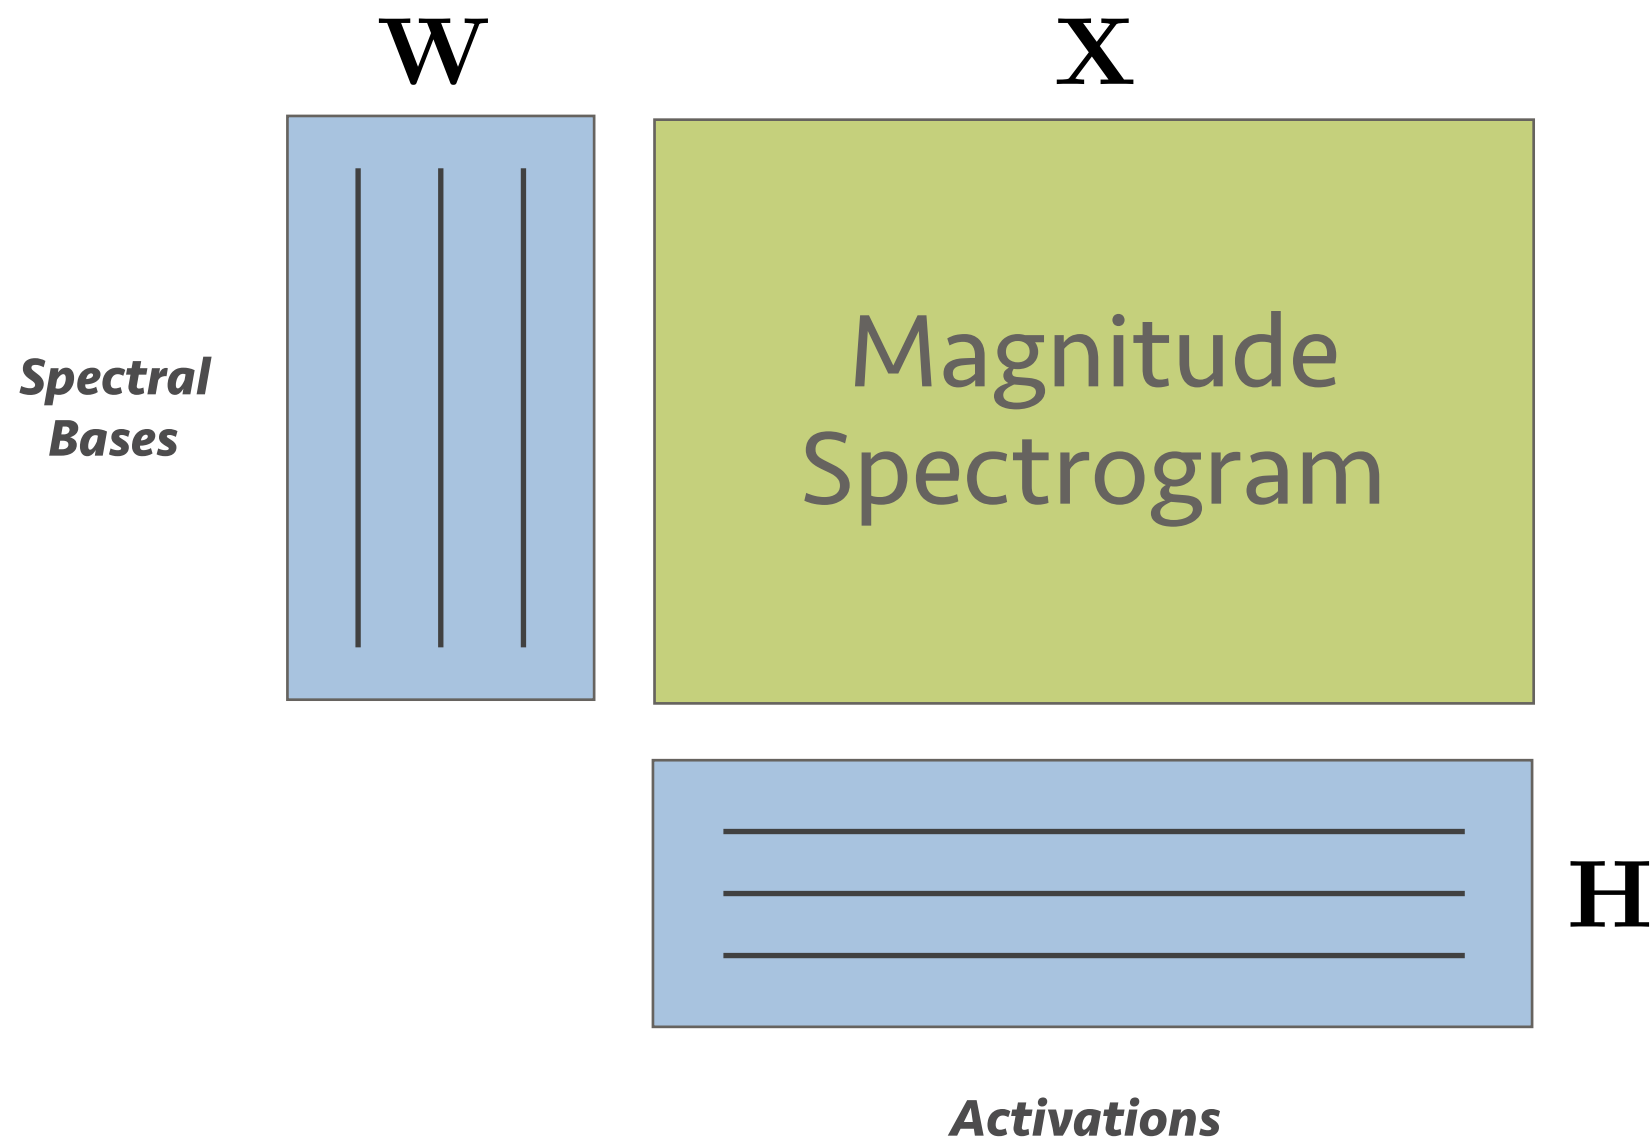 W
X
Spectral
Bases
Magnitude
Spectrogram
H
Activations